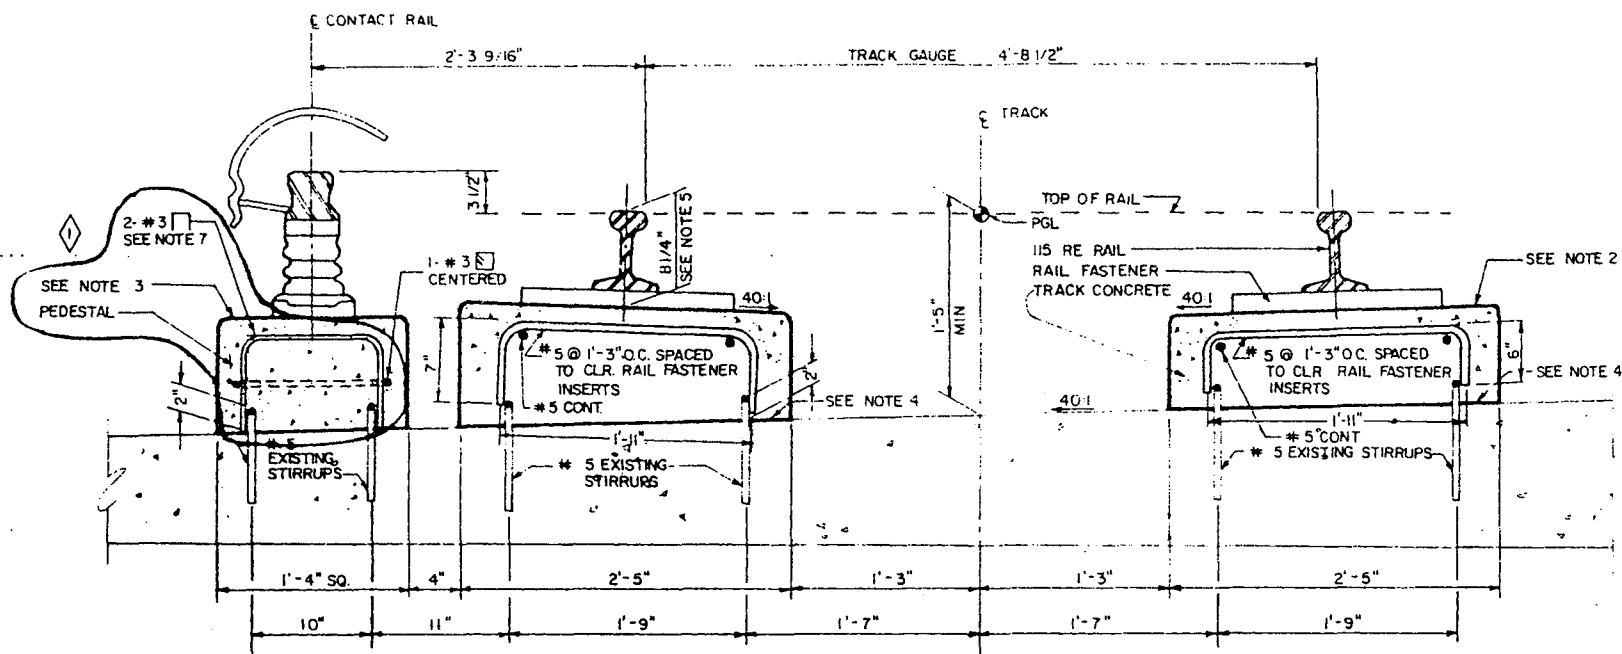 ℄ CONTACT RAIL
2'-3 9/16"
TRACK GAUGE 4'-8 1/2"
℄ TRACK
3 1/2"
8 1/4"
SEE NOTE 5
1'-5"
MIN
TOP OF RAIL
PGL
1
2- #3
SEE NOTE 7
1- #3
CENTERED
115 RE RAIL
RAIL FASTENER
TRACK CONCRETE
SEE NOTE 2
SEE NOTE 3
PEDESTAL
40:1
40:1
7"
2"
2"
6"
#5 @ 1'-3" O.C. SPACED
TO CLR. RAIL FASTENER
INSERTS
#5 CONT.
#5 @ 1'-3" O.C. SPACED
TO CLR RAIL FASTENER
INSERTS
SEE NOTE 4
SEE NOTE 4
40:1
1'-11"
1'-11"
# 5
EXISTING
STIRRUPS
# 5 EXISTING
STIRRUPS
#5 CONT
# 5 EXISTING STIRRUPS
1'-4" SQ.
4"
2'-5"
1'-3"
1'-3"
2'-5"
10"
11"
1'-9"
1'-7"
1'-7"
1'-9"